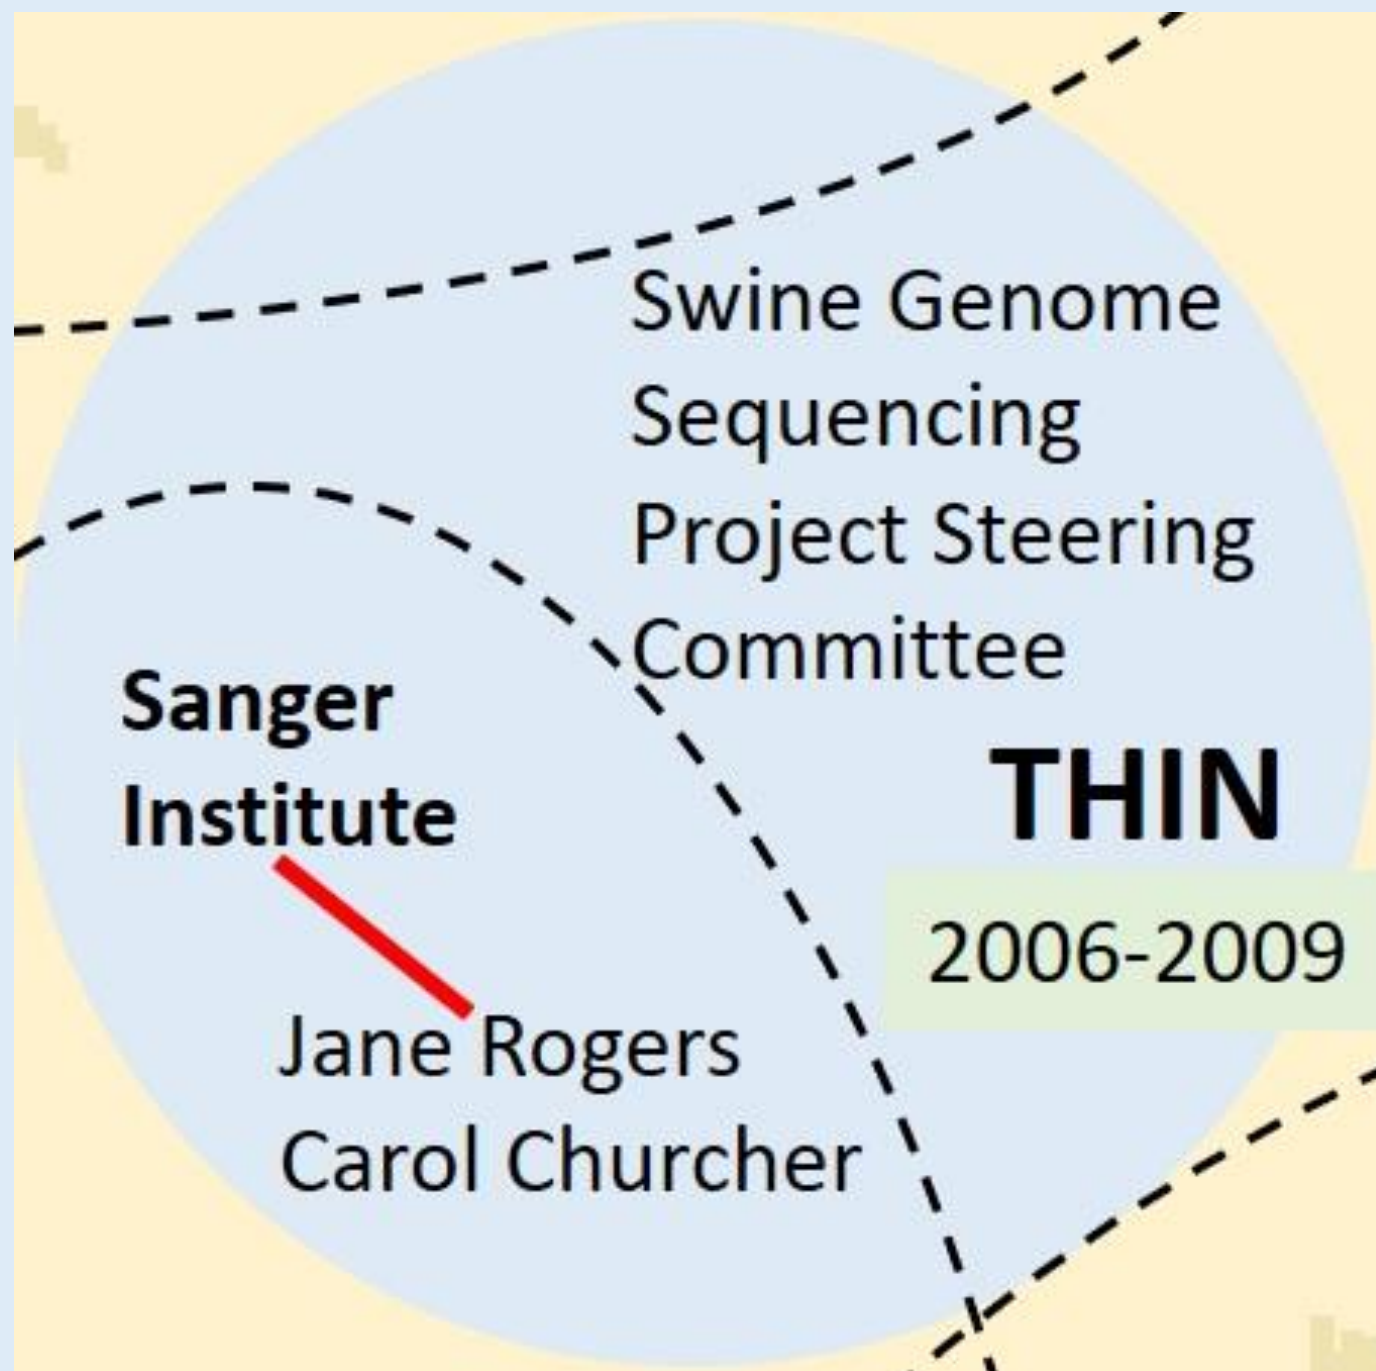 Swine Genome
Sequencing
Project Steering
Committee
Sanger
Institute
THIN
2006-2009
Jane Rogers
Carol Churcher